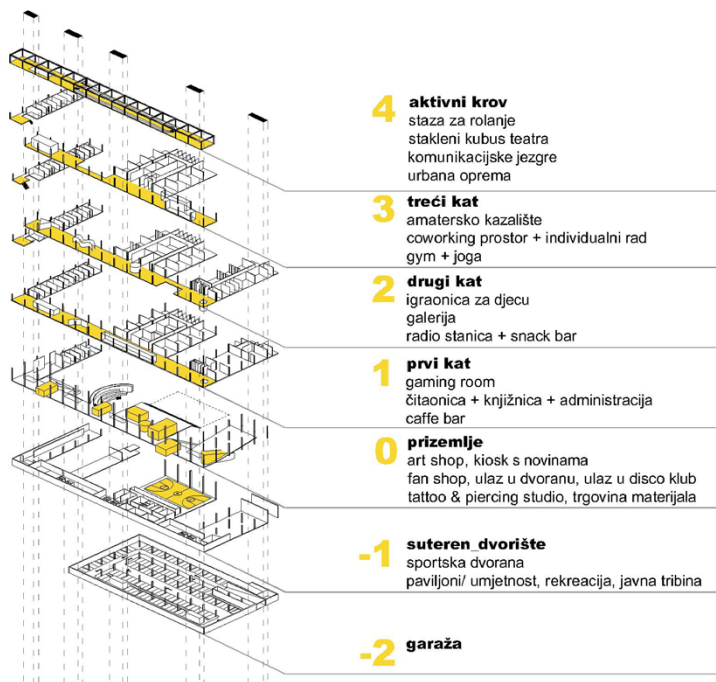 4 aktivni krov
staza za rolanje
stakleni kubus teatra
komunikacijske jezgre
urbana oprema
3 treći kat
amatersko kazalište
coworking prostor + individualni rad
gym + joga
2 drugi kat
igraonica za djecu
galerija
radio stanica + snack bar
1 prvi kat
gaming room
čitaonica + knjižnica + administracija
caffe bar
0 prizemlje
art shop, kiosk s novinama
fan shop, ulaz u dvoranu, ulaz u disco klub
tattoo & piercing studio, trgovina materijala
-1 suteren_dvorište
sportska dvorana
paviljoni/ umjetnost, rekreacija, javna tribina
-2 garaža